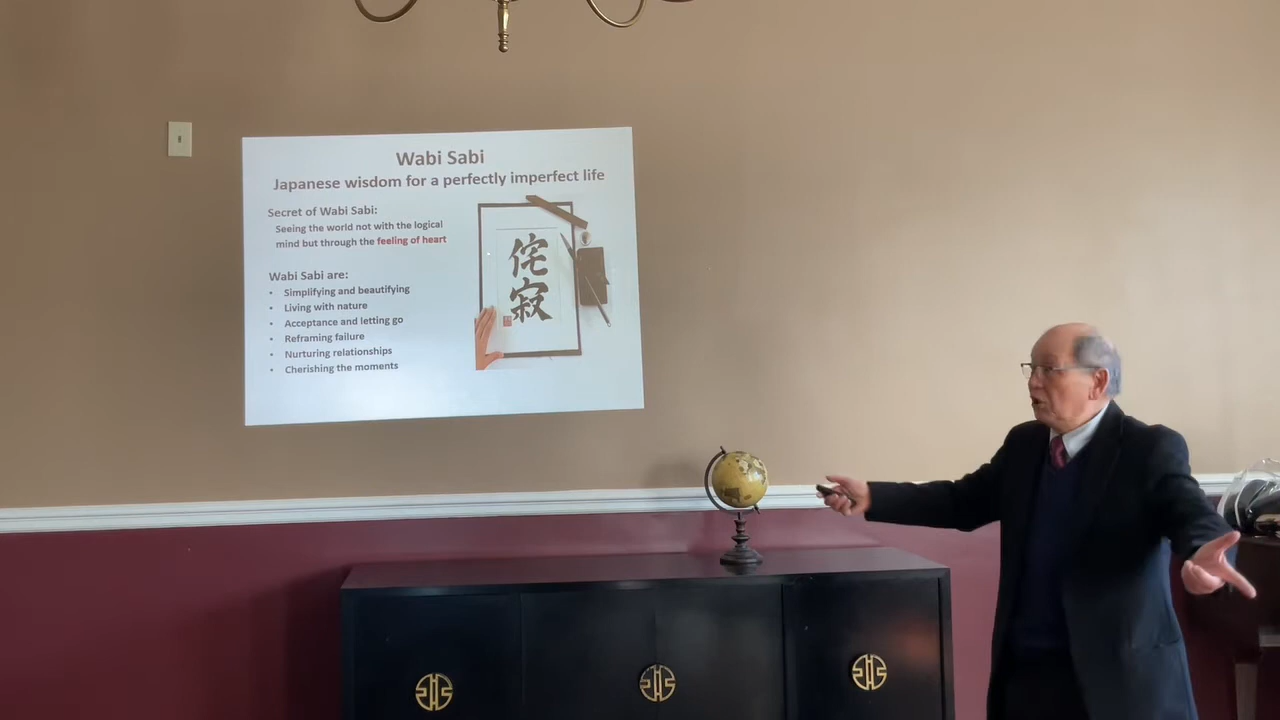 Wabi Sabi
Japanese wisdom for a perfectly imperfect life
Secret of Wabi Sabi:
Seeing the world not with the logical
mind but through the feeling of heart
Wabi Sabi are:
• Simplifying and beautifying
• Living with nature
• Acceptance and letting go
• Reframing failure
• Nurturing relationships
• Cherishing the moments
侘
寂